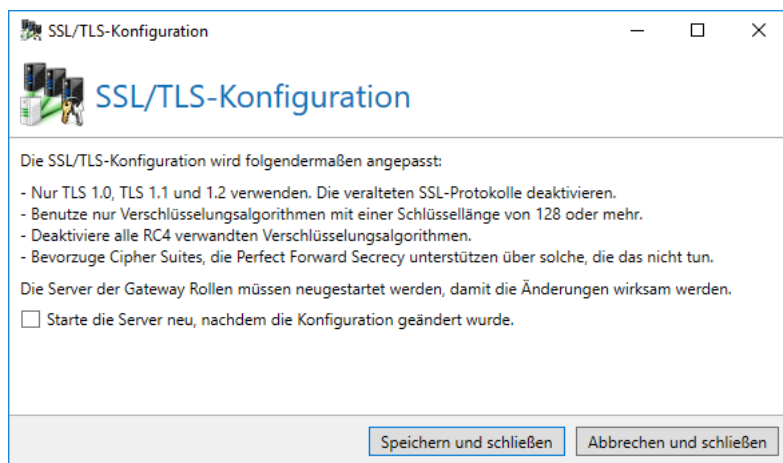 SSL/TLS-Konfiguration
SSL/TLS-Konfiguration
Die SSL/TLS-Konfiguration wird folgendermaßen angepasst:
- Nur TLS 1.0, TLS 1.1 und 1.2 verwenden. Die veralteten SSL-Protokolle deaktivieren.
- Benutze nur Verschlüsselungsalgorithmen mit einer Schlüssellänge von 128 oder mehr.
- Deaktiviere alle RC4 verwandten Verschlüsselungsalgorithmen.
- Bevorzuge Cipher Suites, die Perfect Forward Secrecy unterstützen über solche, die das nicht tun.
Die Server der Gateway Rollen müssen neugestartet werden, damit die Änderungen wirksam werden.
Starte die Server neu, nachdem die Konfiguration geändert wurde.
Speichern und schließen Abbrechen und schließen